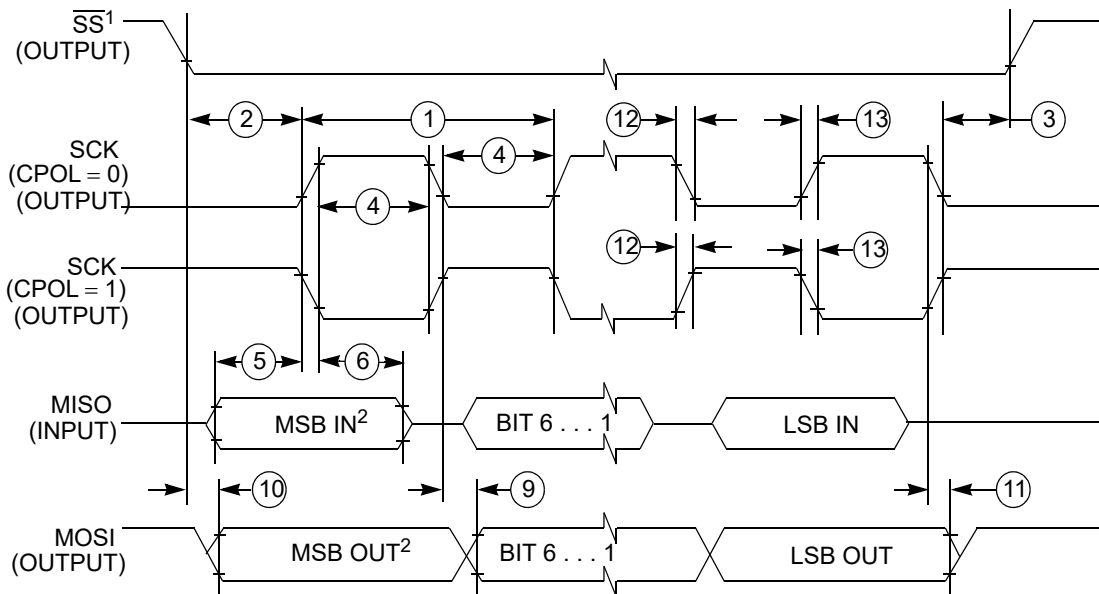 SS1
(OUTPUT)
2
1
12
13
3
SCK
(CPOL = 0)
(OUTPUT)
4
4
SCK
(CPOL = 1)
(OUTPUT)
12
13
5
6
MISO
(INPUT)
MSB IN2
BIT 6 . . . 1
LSB IN
10
9
11
MOSI
(OUTPUT)
MSB OUT2
BIT 6 . . . 1
LSB OUT